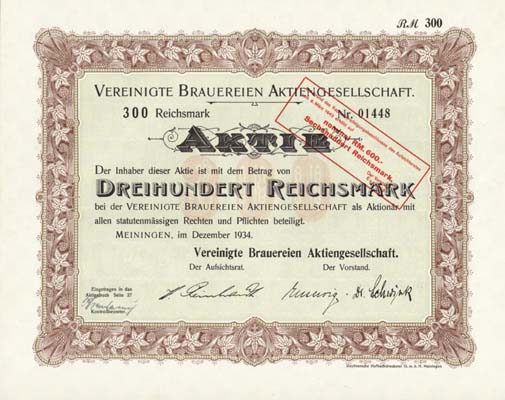 RM 300
VEREINIGTE BRAUEREIEN AKTIENGESELLSCHAFT.
300 Reichsmark Nr. 01448
AKTIE
Der Inhaber dieser Aktie ist mit dem Betrag von
DREIHUNDERT REICHSMARK
bei der VEREINIGTE BRAUEREIEN AKTIENGESELLSCHAFT als Aktionär mit
allen statutenmässigen Rechten und Pflichten beteiligt.
MEININGEN, im Dezember 1934.
Vereinigte Brauereien Aktiengesellschaft.
Der Aufsichtsrat. Der Vorstand.
Eingetragen in das
Aktienbuch Seite 27
Kontrollbeamter.
RM. 600.-
Sechshundert Reichsmark